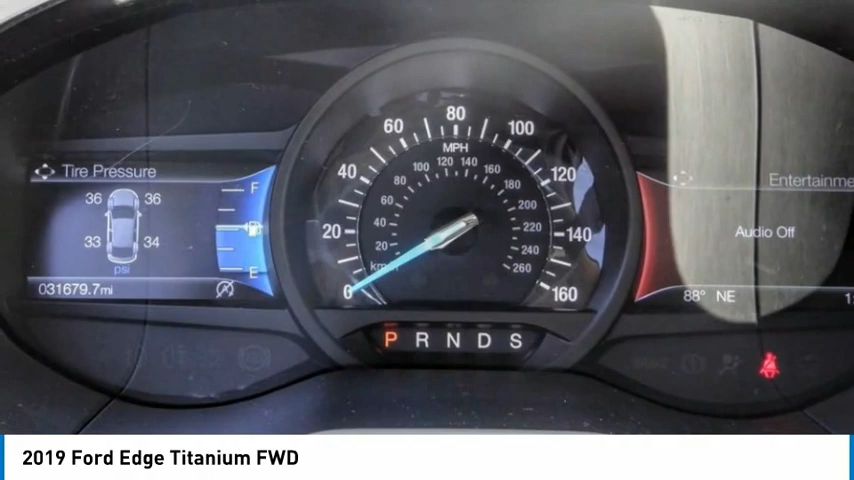 Tire Pressure
36 36
33 34
psi
031679.7mi
F
E
0 20 40 60 80 100 120 140 160
MPH
20 40 60 80 100 120 140 160 180 200 220 240 260
P R N D S
Entertainme
Audio Off
88° NE
2019 Ford Edge Titanium FWD